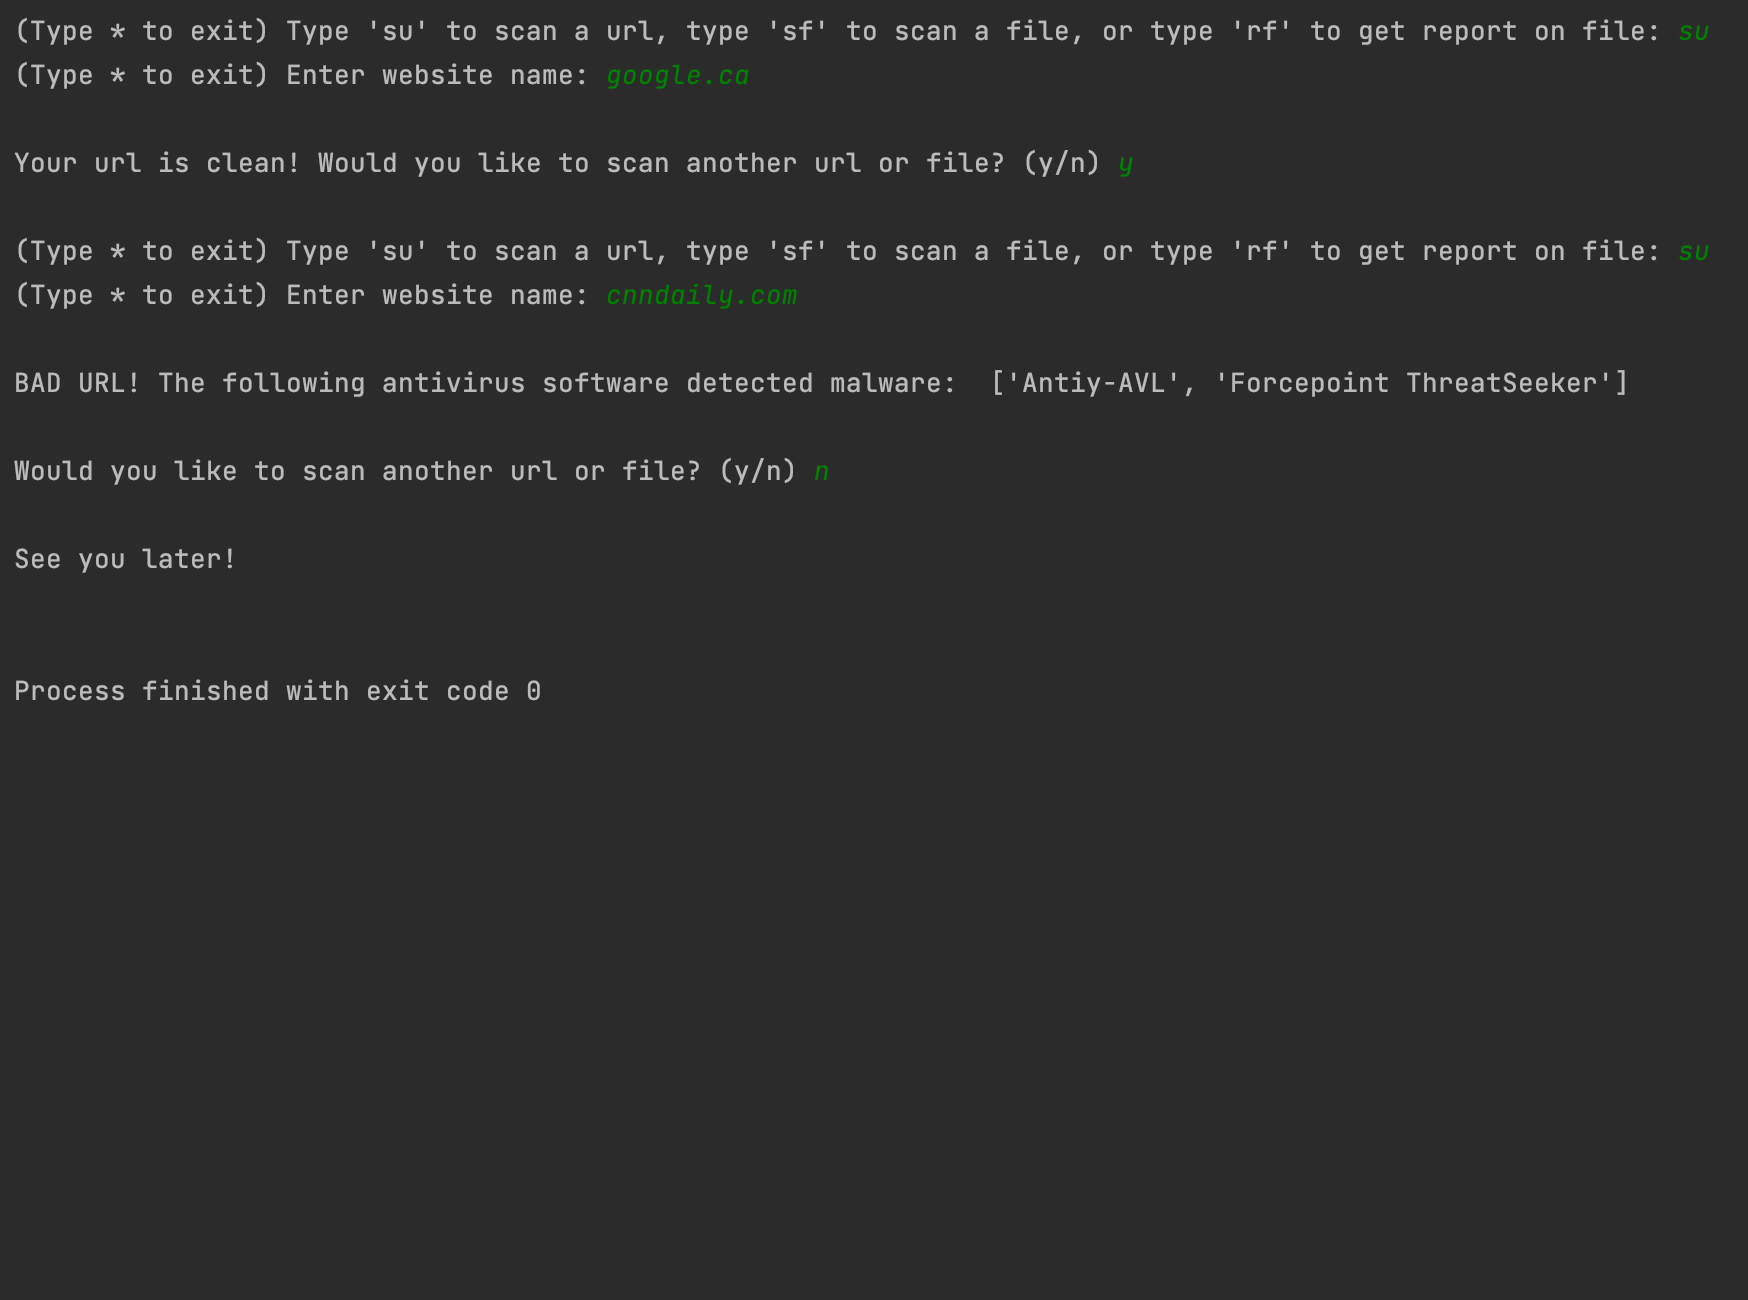 (Type * to exit) Type 'su' to scan a url, type 'sf' to scan a file, or type 'rf' to get report on file: su
(Type * to exit) Enter website name: google.ca
Your url is clean! Would you like to scan another url or file? (y/n) y
(Type * to exit) Type 'su' to scan a url, type 'sf' to scan a file, or type 'rf' to get report on file: su
(Type * to exit) Enter website name: cnndaily.com
BAD URL! The following antivirus software detected malware:  ['Antiy-AVL', 'Forcepoint ThreatSeeker']
Would you like to scan another url or file? (y/n) n
See you later!
Process finished with exit code 0